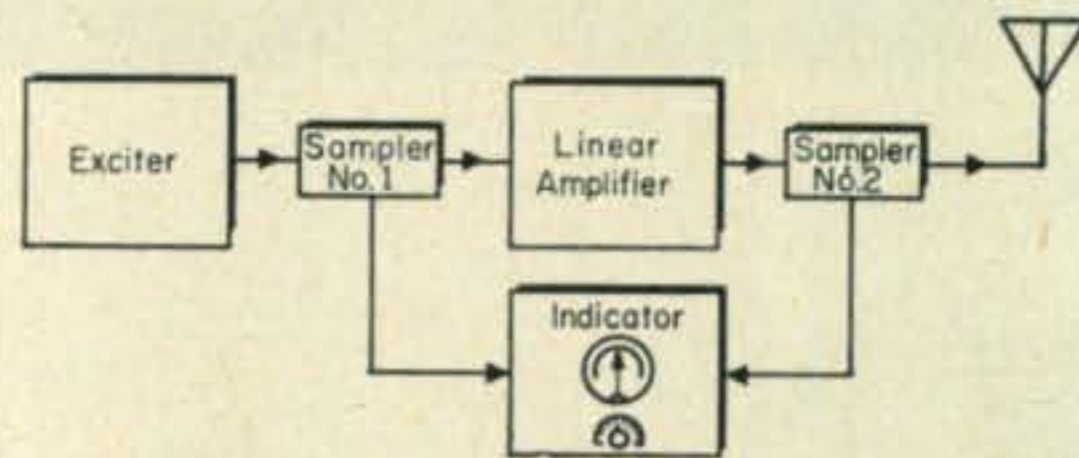 Exciter
Sampler
No.1
Linear
Amplifier
Sampler
No.2
Indicator